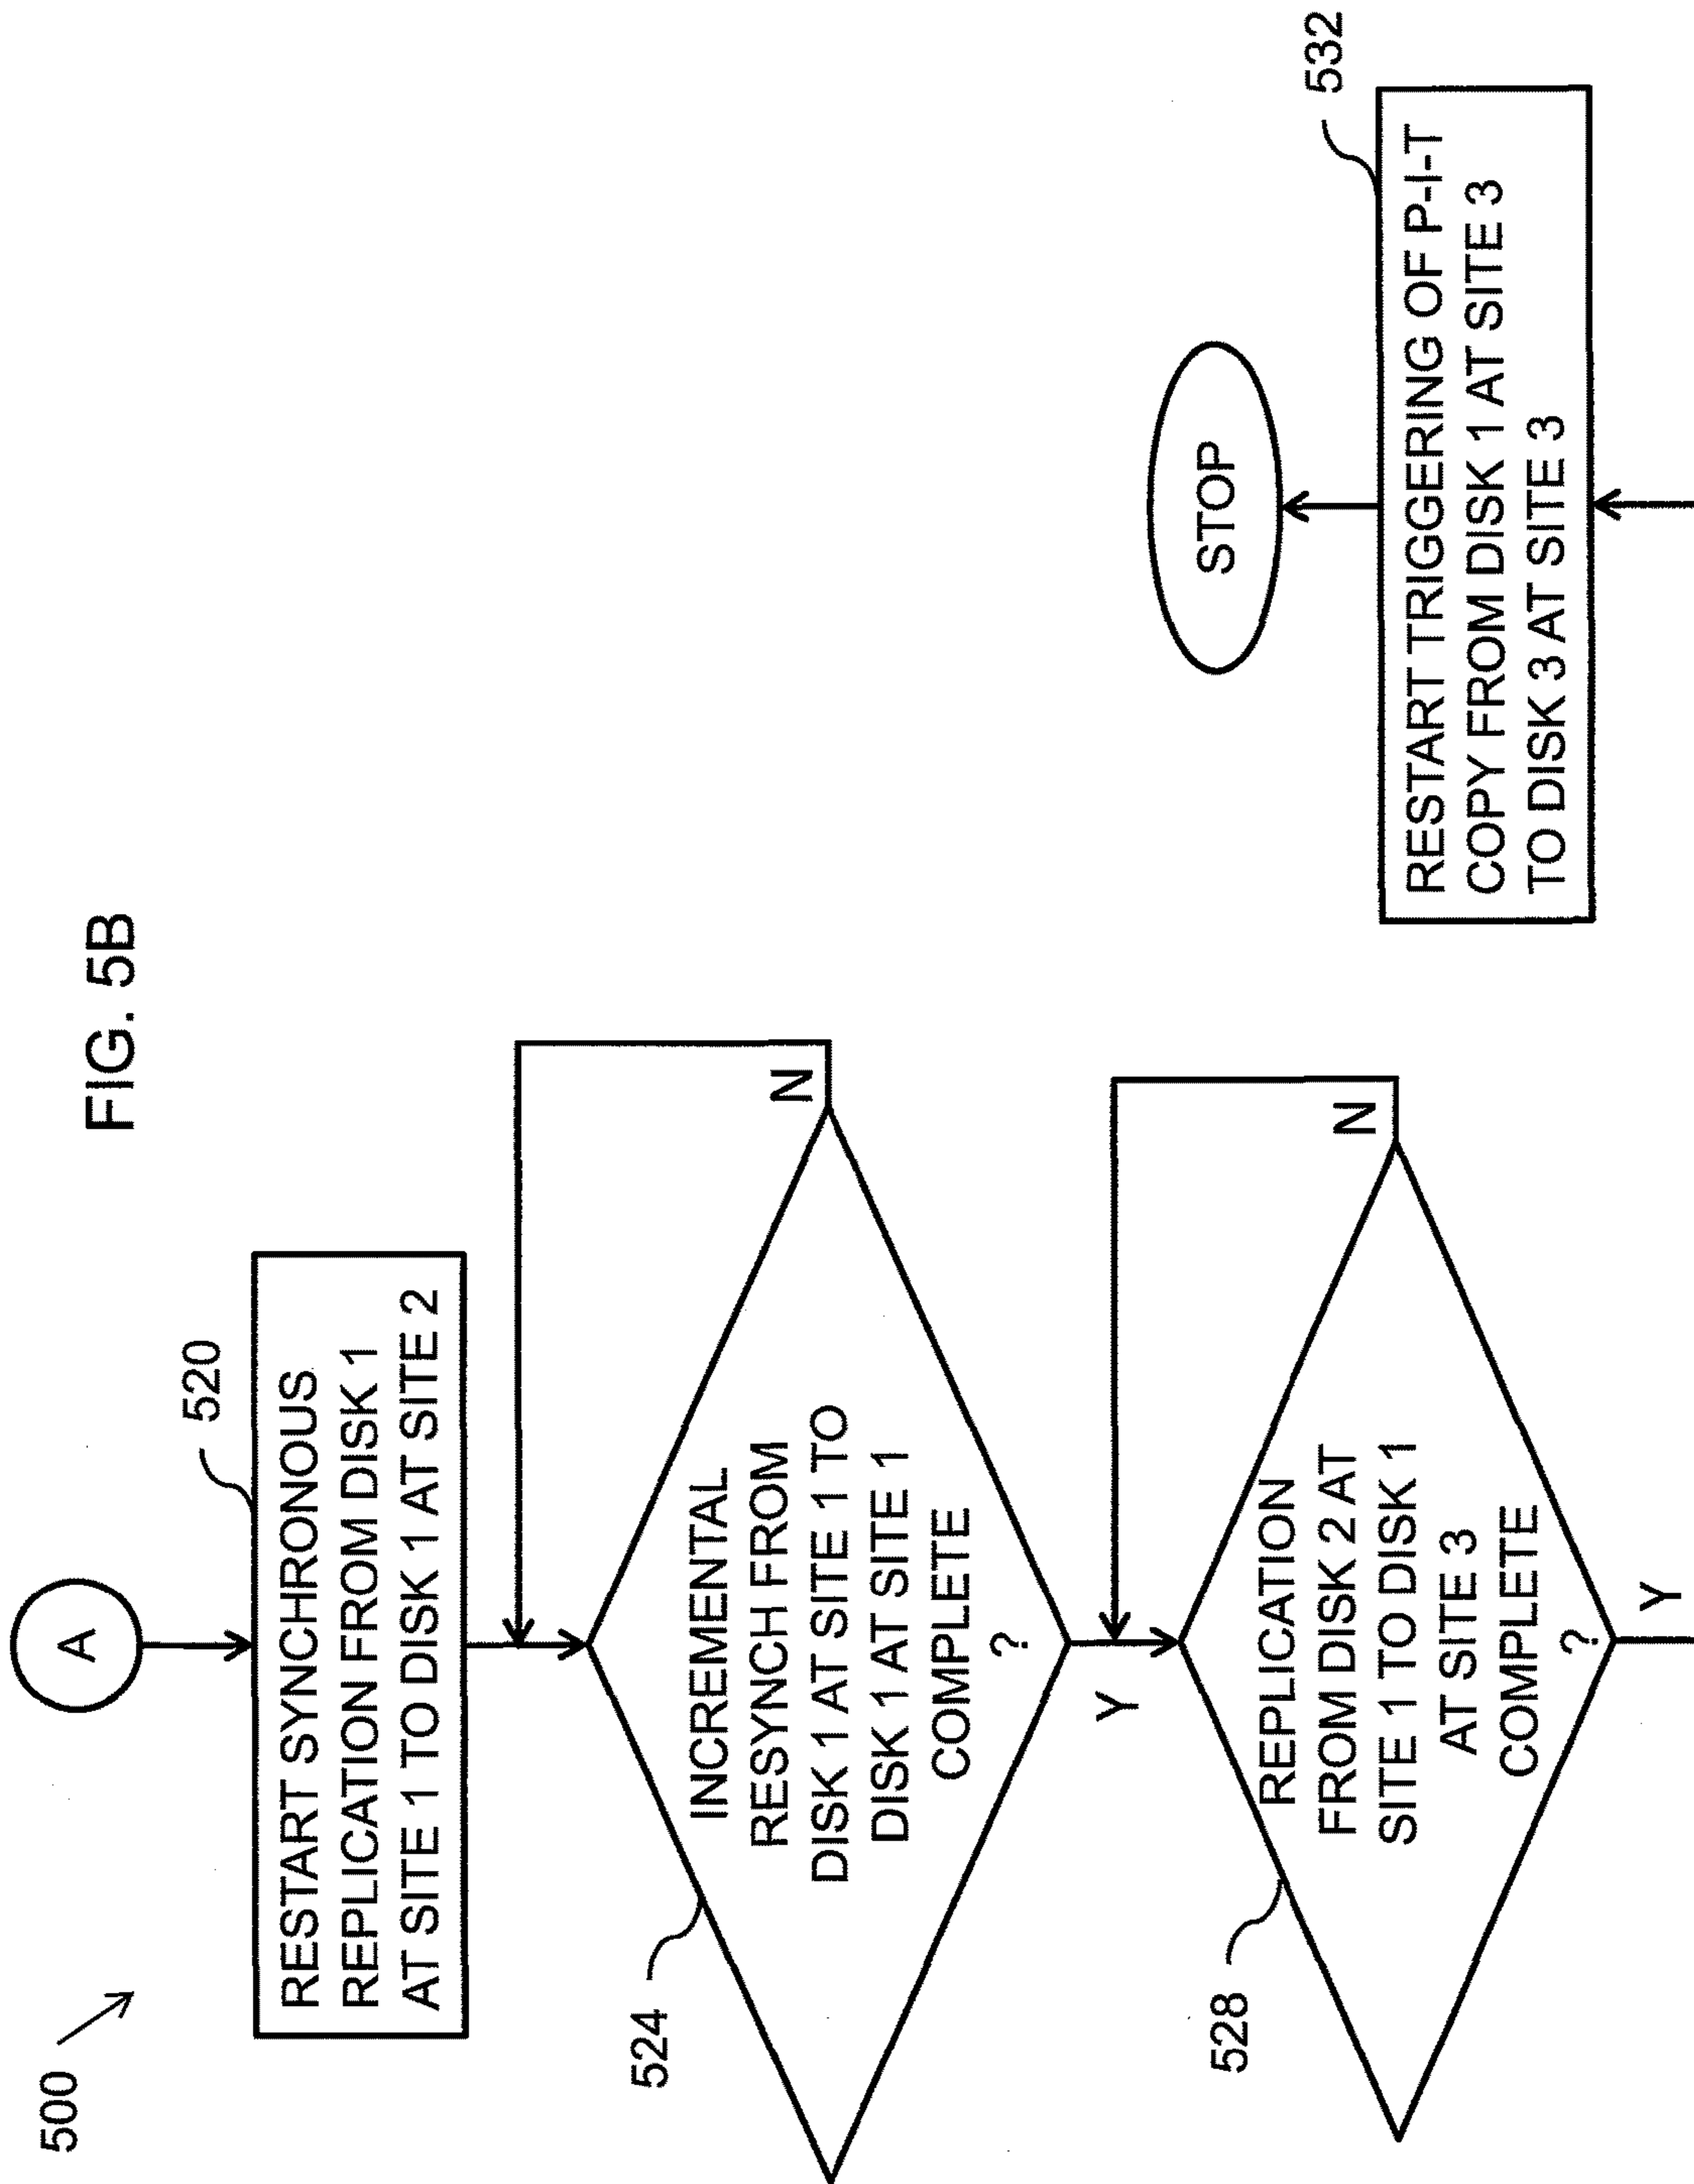 FIG. 5B
500
A
520
RESTART SYNCHRONOUS
REPLICATION FROM DISK 1
AT SITE 1 TO DISK 1 AT SITE 2
524
INCREMENTAL
RESYNCH FROM
DISK 1 AT SITE 1 TO
DISK 1 AT SITE 1
COMPLETE
?
N
Y
528
REPLICATION
FROM DISK 2 AT
SITE 1 TO DISK 1
AT SITE 3
COMPLETE
?
N
Y
532
RESTART TRIGGERING OF P-I-T
COPY FROM DISK 1 AT SITE 3
TO DISK 3 AT SITE 3
STOP